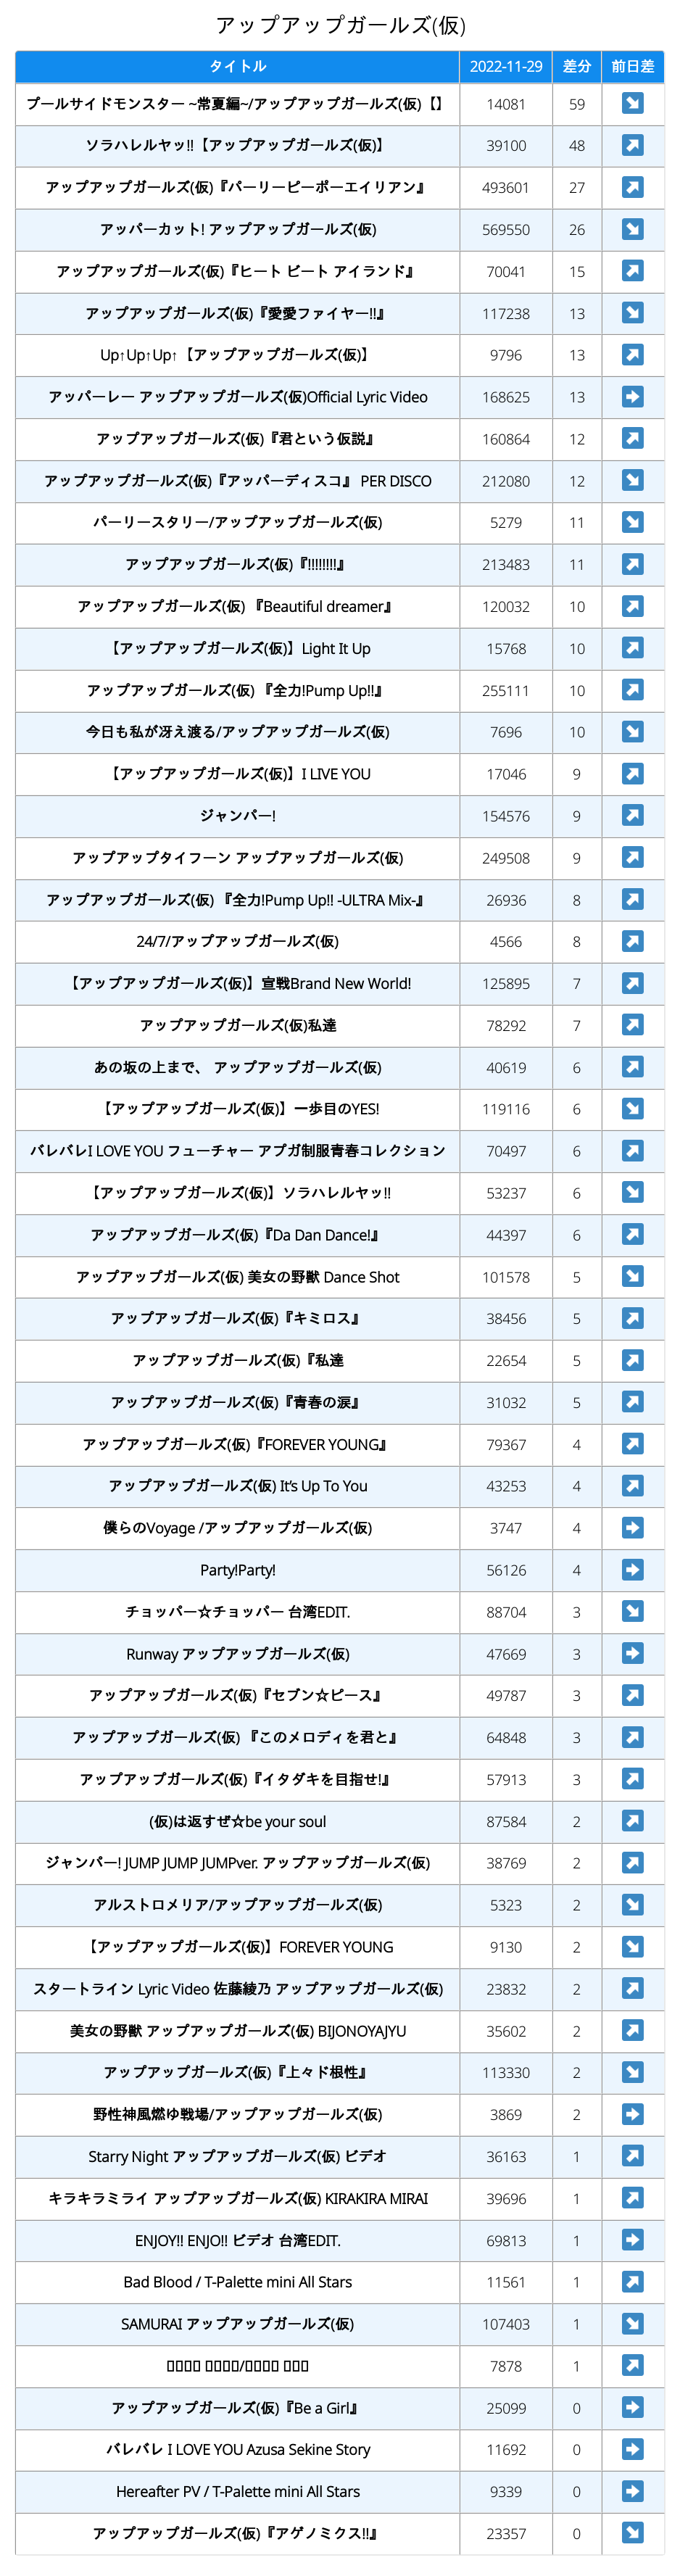 アップアップガールズ(仮)
タイトル 2022-11-29 差分 前日差
プールサイドモンスター ~常夏編~/アップアップガールズ(仮)【】 14081 59 ↘
ソラハレルヤッ!!【アップアップガールズ(仮)】 39100 48 ↗
アップアップガールズ(仮)『パーリーピーポーエイリアン』 493601 27 ↗
アッパーカット! アップアップガールズ(仮) 569550 26 ↘
アップアップガールズ(仮)『ヒート ビート アイランド』 70041 15 ↗
アップアップガールズ(仮)『愛愛ファイヤー!!』 117238 13 ↘
Up↑Up↑Up↑【アップアップガールズ(仮)】 9796 13 ↗
アッパーレー アップアップガールズ(仮)Official Lyric Video 168625 13 ➡
アップアップガールズ(仮)『君という仮説』 160864 12 ↗
アップアップガールズ(仮)『アッパーディスコ』 PER DISCO 212080 12 ↘
パーリースタリー/アップアップガールズ(仮) 5279 11 ↘
アップアップガールズ(仮)『!!!!!!!!』 213483 11 ↗
アップアップガールズ(仮) 『Beautiful dreamer』 120032 10 ↗
【アップアップガールズ(仮)】Light It Up 15768 10 ↗
アップアップガールズ(仮) 『全力!Pump Up!!』 255111 10 ↗
今日も私が冴え渡る/アップアップガールズ(仮) 7696 10 ↘
【アップアップガールズ(仮)】I LIVE YOU 17046 9 ↗
ジャンパー! 154576 9 ↗
アップアップタイフーン アップアップガールズ(仮) 249508 9 ↗
アップアップガールズ(仮) 『全力!Pump Up!! -ULTRA Mix-』 26936 8 ↗
24/7/アップアップガールズ(仮) 4566 8 ↗
【アップアップガールズ(仮)】宣戦Brand New World! 125895 7 ↗
アップアップガールズ(仮)私達 78292 7 ↗
あの坂の上まで、 アップアップガールズ(仮) 40619 6 ↗
【アップアップガールズ(仮)】一歩目のYES! 119116 6 ↘
バレバレI LOVE YOU フューチャー アプガ制服青春コレクション 70497 6 ↗
【アップアップガールズ(仮)】ソラハレルヤッ!! 53237 6 ↘
アップアップガールズ(仮)『Da Dan Dance!』 44397 6 ↗
アップアップガールズ(仮) 美女の野獣 Dance Shot 101578 5 ↘
アップアップガールズ(仮)『キミロス』 38456 5 ↗
アップアップガールズ(仮)『私達 22654 5 ↗
アップアップガールズ(仮)『青春の涙』 31032 5 ↗
アップアップガールズ(仮)『FOREVER YOUNG』 79367 4 ↗
アップアップガールズ(仮) It's Up To You 43253 4 ↗
僕らのVoyage /アップアップガールズ(仮) 3747 4 ➡
Party!Party! 56126 4 ➡
チョッパー☆チョッパー 台湾EDIT. 88704 3 ↘
Runway アップアップガールズ(仮) 47669 3 ➡
アップアップガールズ(仮)『セブン☆ピース』 49787 3 ↗
アップアップガールズ(仮) 『このメロディを君と』 64848 3 ↗
アップアップガールズ(仮)『イタダキを目指せ!』 57913 3 ↗
(仮)は返すぜ☆be your soul 87584 2 ↗
ジャンパー! JUMP JUMP JUMPver. アップアップガールズ(仮) 38769 2 ↗
アルストロメリア/アップアップガールズ(仮) 5323 2 ↘
【アップアップガールズ(仮)】FOREVER YOUNG 9130 2 ↘
スタートライン Lyric Video 佐藤綾乃 アップアップガールズ(仮) 23832 2 ↗
美女の野獣 アップアップガールズ(仮) BIJONOYAJYU 35602 2 ↗
アップアップガールズ(仮)『上々ド根性』 113330 2 ↘
野性神風燃ゆ戦場/アップアップガールズ(仮) 3869 2 ➡
Starry Night アップアップガールズ(仮) ビデオ 36163 1 ↗
キラキラミライ アップアップガールズ(仮) KIRAKIRA MIRAI 39696 1 ↗
ENJOY!! ENJO!! ビデオ 台湾EDIT. 69813 1 ➡
Bad Blood / T-Palette mini All Stars 11561 1 ↗
SAMURAI アップアップガールズ(仮) 107403 1 ↘
▯▯▯▯ ▯▯▯▯/▯▯▯▯ ▯▯▯ 7878 1 ↗
アップアップガールズ(仮)『Be a Girl』 25099 0 ➡
バレバレ I LOVE YOU Azusa Sekine Story 11692 0 ➡
Hereafter PV / T-Palette mini All Stars 9339 0 ➡
アップアップガールズ(仮)『アゲノミクス!!』 23357 0 ↘